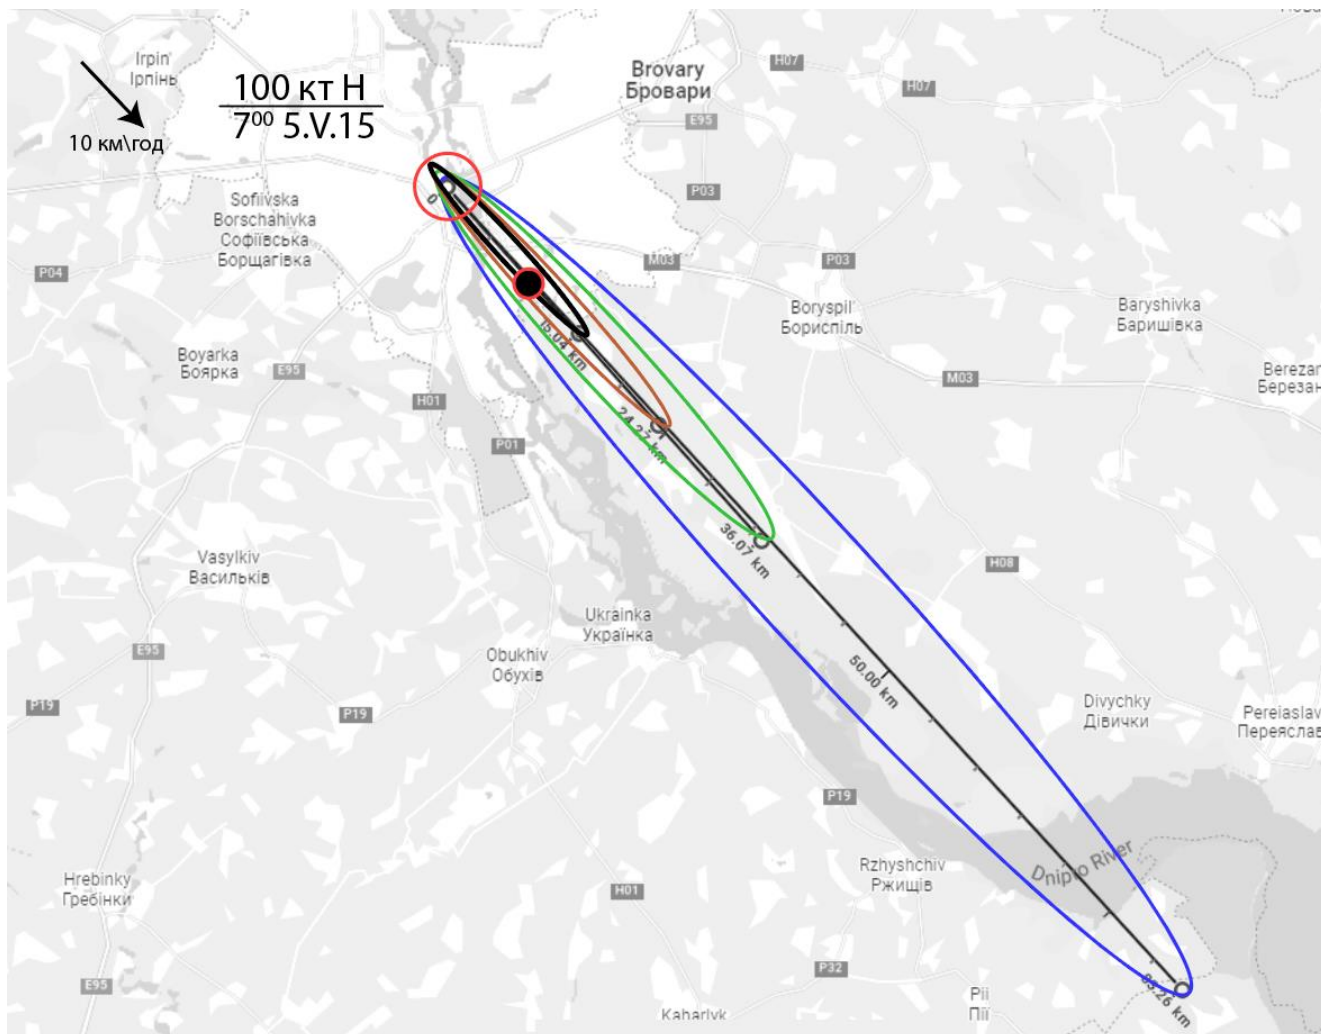 Irpin'
Ірпінь
100 кт Н
7⁰⁰ 5.V.15
10 км\год
Brovary
Бровари
H07
H07
E95
P03
0
Sofiivska
Borschahivka
Софіївська
Борщагівка
P04
M03
P03
Boryspil'
Бориспіль
Baryshivka
Баришівка
Boyarka
Боярка
E95
15.04 km
H01
M03
Berezan
Березан
P01
24.27 km
36.07 km
Vasylkiv
Васильків
H08
Ukrainka
Українка
E95
Obukhiv
Обухів
50.00 km
P19
P19
Divychky
Дівички
Pereiaslav
Переяслав
P19
Dnipro River
Rzhyshchiv
Ржищів
Hrebinky
Гребінки
H01
E95
P32
Pii
Пії
Kaharlyk